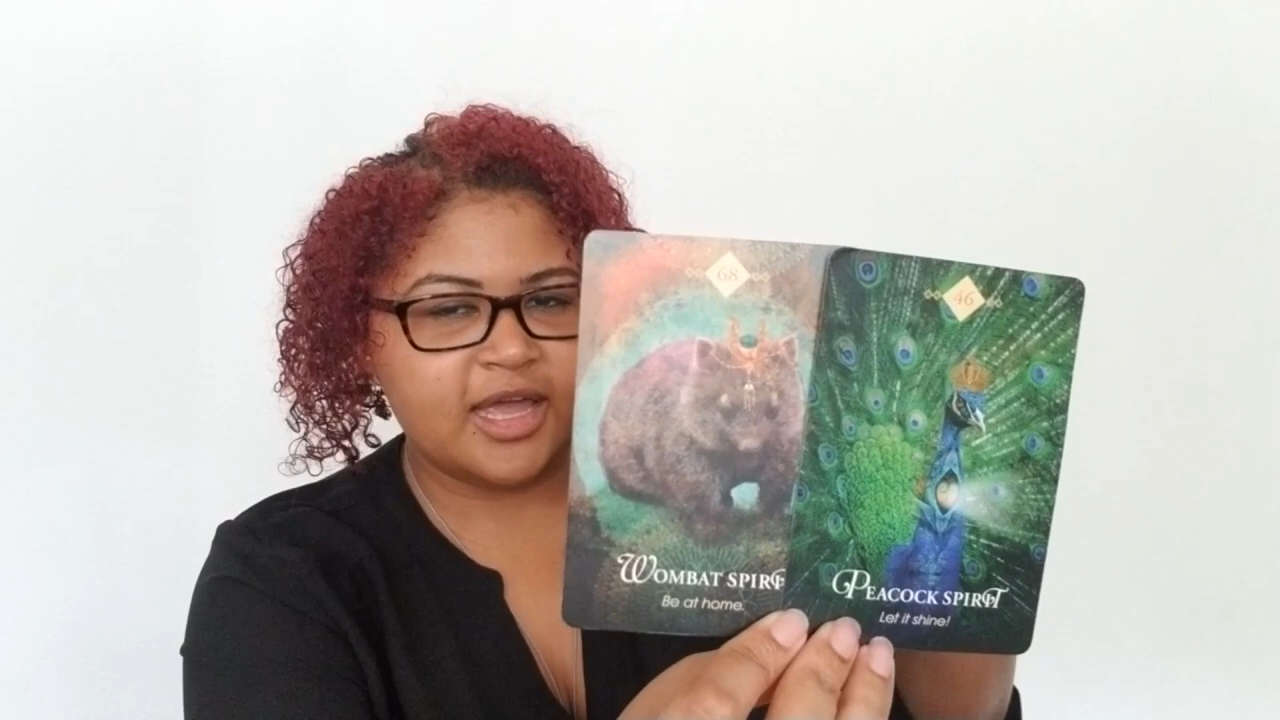 68
WOMBAT SPIRIT
Be at home.
46
PEACOCK SPIRIT
Let it shine!